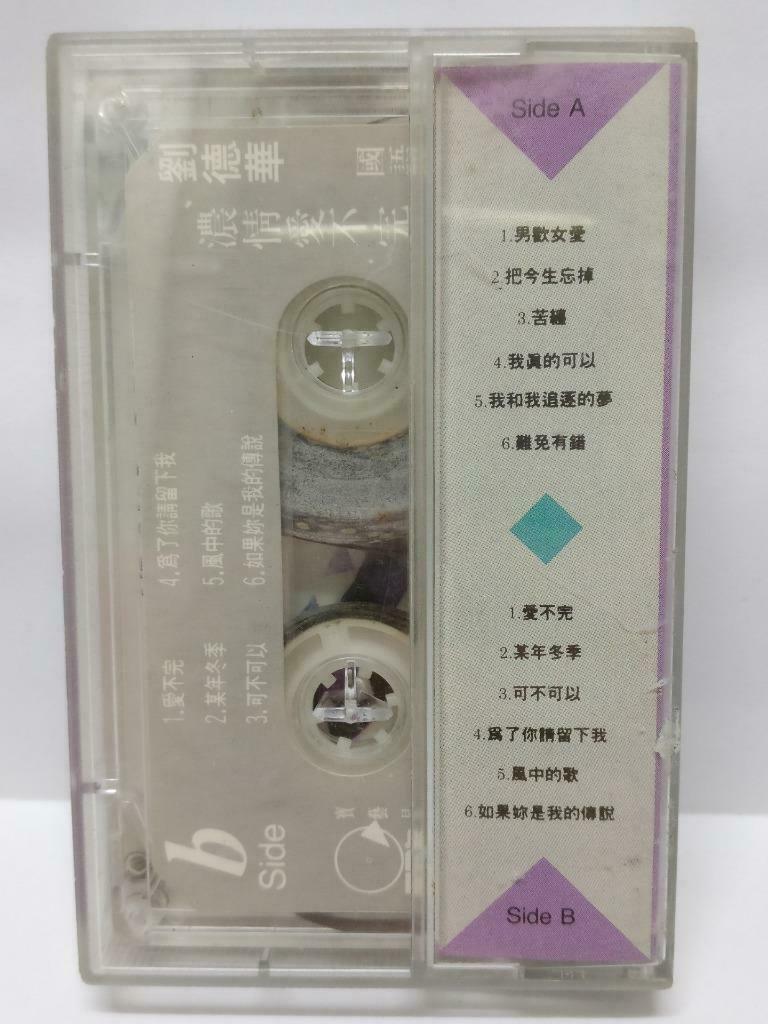 劉德華
國語
濃情愛不完
1.愛不完
2.某年冬季
3.可不可以
4.為了你請留下我
5.風中的歌
6.如果妳是我的傳說
b
Side
Side A
1.男歡女愛
2.把今生忘掉
3.苦纏
4.我眞的可以
5.我和我追逐的夢
6.難免有錯
1.愛不完
2.某年冬季
3.可不可以
4.爲了你請留下我
5.風中的歌
6.如果妳是我的傳說
Side B